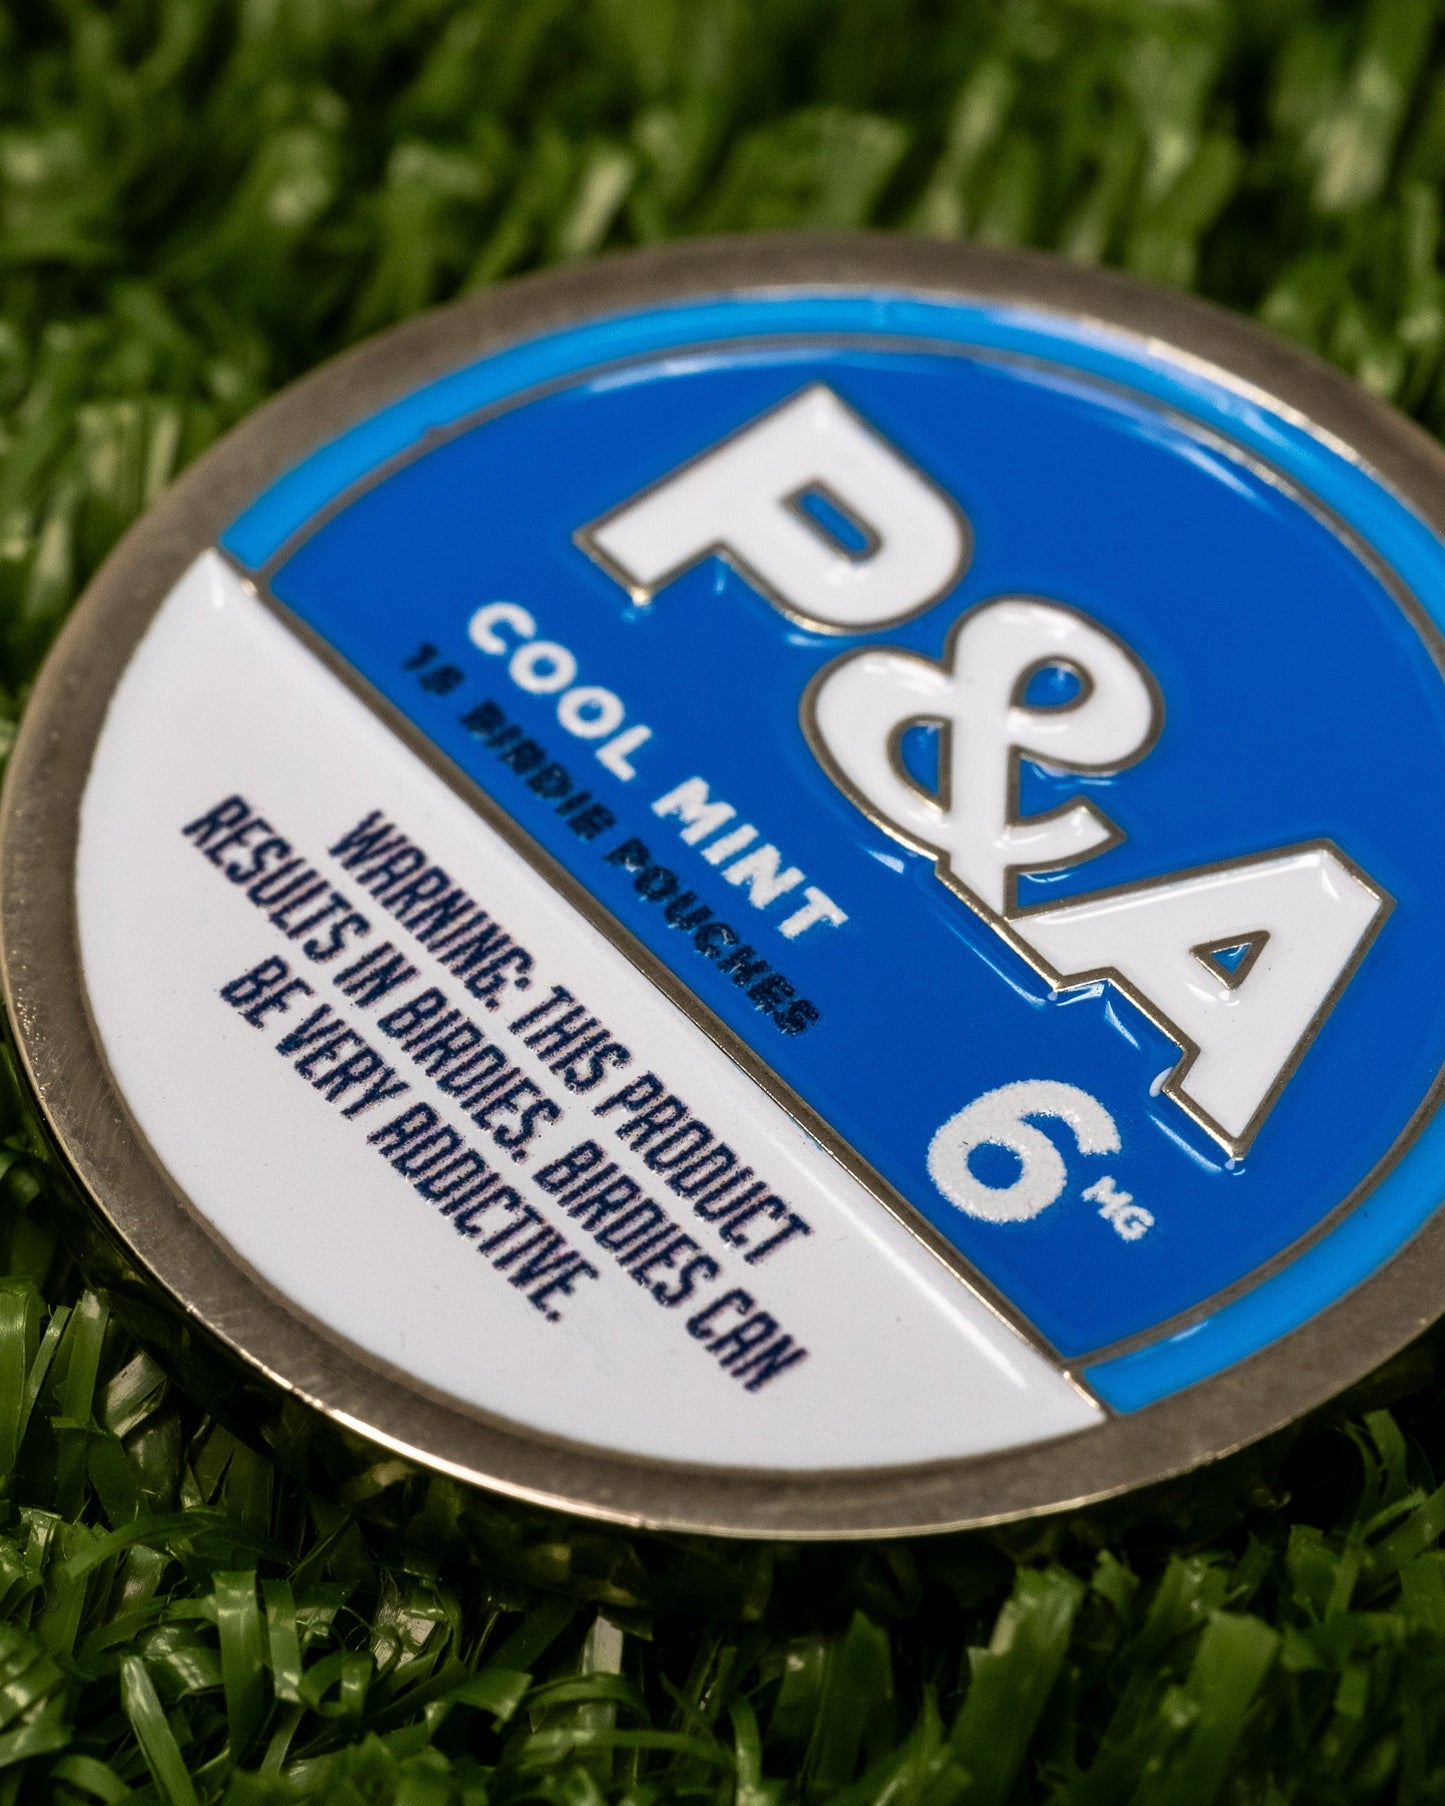 P&A
COOL MINT
18 BIRDIE POUCHES
6 MG
WARNING: THIS PRODUCT
RESULTS IN BIRDIES. BIRDIES CAN
BE VERY ADDICTIVE.